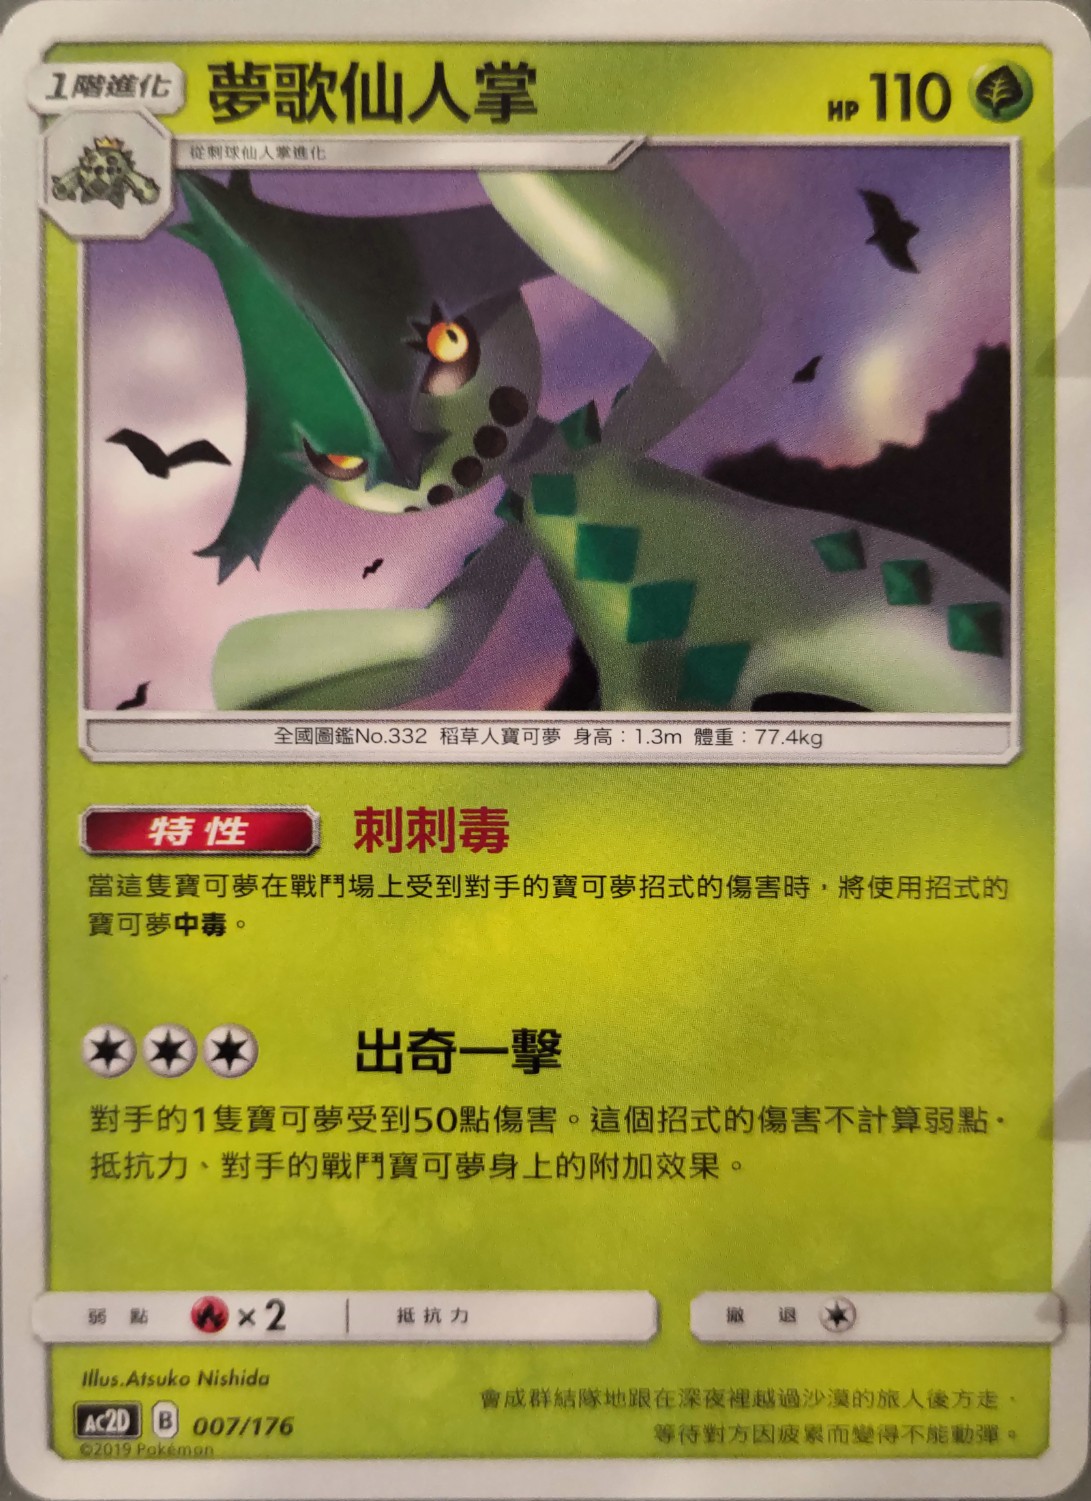 1階進化 夢歌仙人掌 HP 110
從刺球仙人掌進化
全國圖鑑No.332 稻草人寶可夢 身高：1.3m 體重：77.4kg
特性 刺刺毒
當這隻寶可夢在戰鬥場上受到對手的寶可夢招式的傷害時，將使用招式的
寶可夢中毒。
出奇一擊
對手的1隻寶可夢受到50點傷害。這個招式的傷害不計算弱點・
抵抗力、對手的戰鬥寶可夢身上的附加效果。
弱點 ×2 抵抗力 撤退
Illus.Atsuko Nishida
會成群結隊地跟在深夜裡越過沙漠的旅人後方走，
等待對方因疲累而變得不能動彈。
AC2D B 007/176
©2019 Pokémon